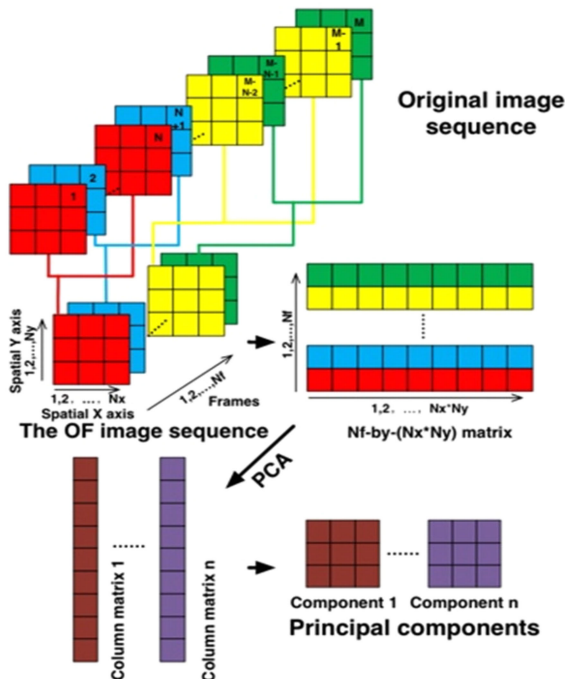 M
M-
1
M-
N-1
M-
N-2
Original image
sequence
N
+1
N
2
1
Spatial Y axis
1,2,...,Ny
1,2. .... Nx
Spatial X axis
1,2,...,Nf
Frames
The OF image sequence
1,2,...,Nf
1,2. .... Nx*Ny
Nf-by-(Nx*Ny) matrix
PCA
Column matrix 1
Column matrix n
Component 1
Component n
Principal components